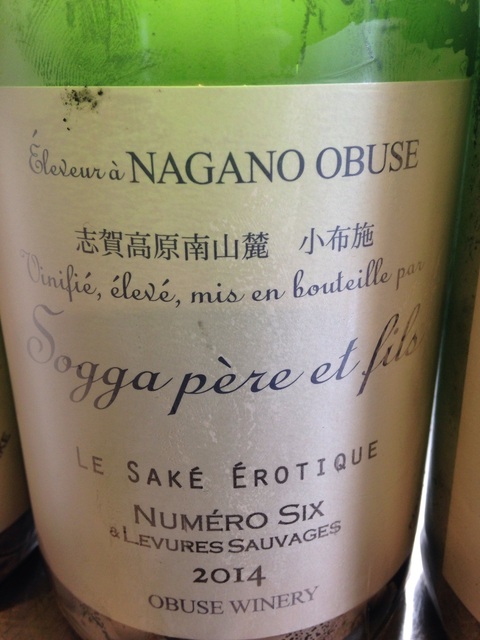 Éleveur à NAGANO OBUSE
志賀高原南山麓 小布施
Vinifié, élevé, mis en bouteille par
Sogga père et fils
LE SAKÉ ÉROTIQUE
NUMÉRO SIX
& LEVURES SAUVAGES
2014
OBUSE WINERY